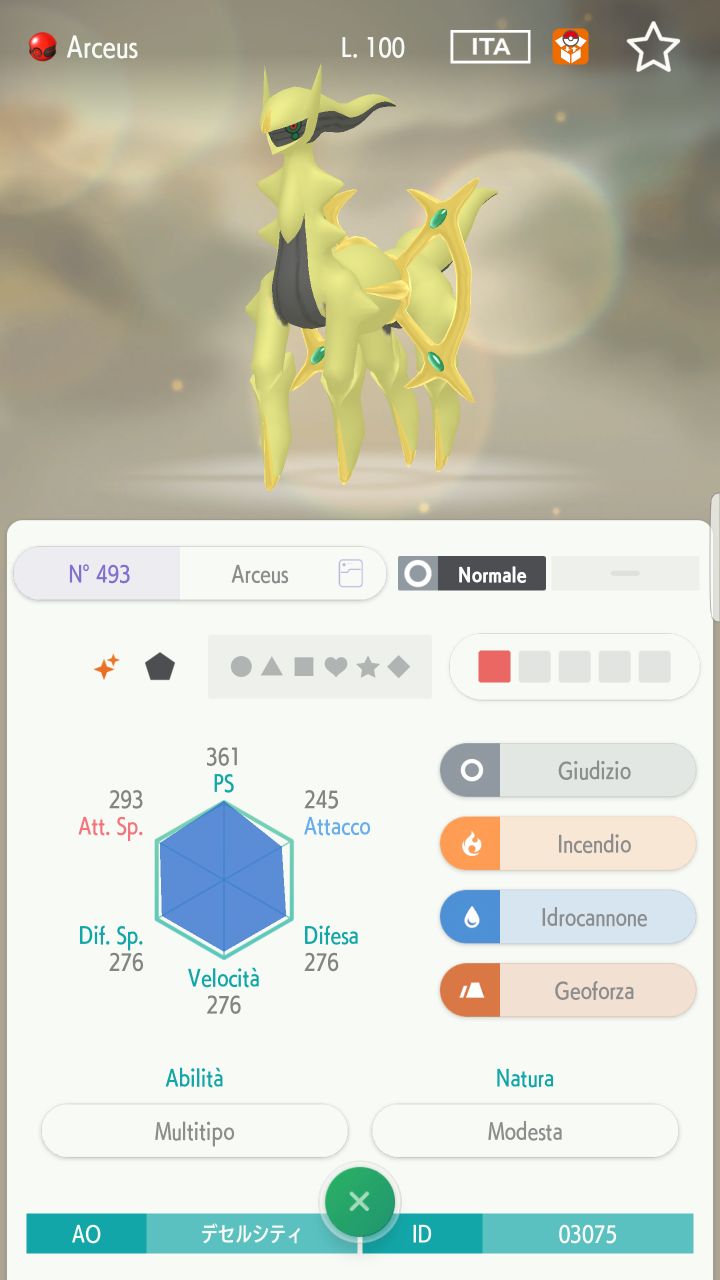 Arceus L. 100 ITA
N° 493 Arceus Normale
361
PS
293
Att. Sp.
245
Attacco
Dif. Sp.
276
Difesa
276
Velocità
276
Giudizio
Incendio
Idrocannone
Geoforza
Abilità
Multitipo
Natura
Modesta
AO デセルシティ ID 03075